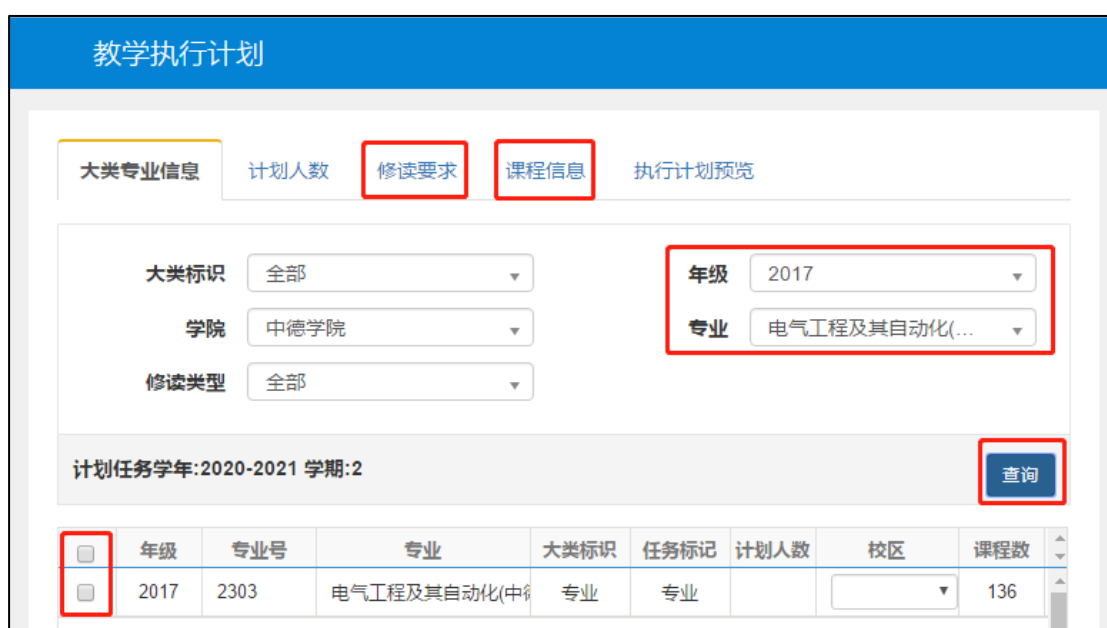 教学执行计划
大类专业信息 计划人数 修读要求 课程信息 执行计划预览
大类标识 全部 年级 2017
学院 中德学院 专业 电气工程及其自动化(...
修读类型 全部
计划任务学年:2020-2021 学期:2 查询
年级 专业号 专业 大类标识 任务标记 计划人数 校区 课程数
2017 2303 电气工程及其自动化(中 专业 专业 136